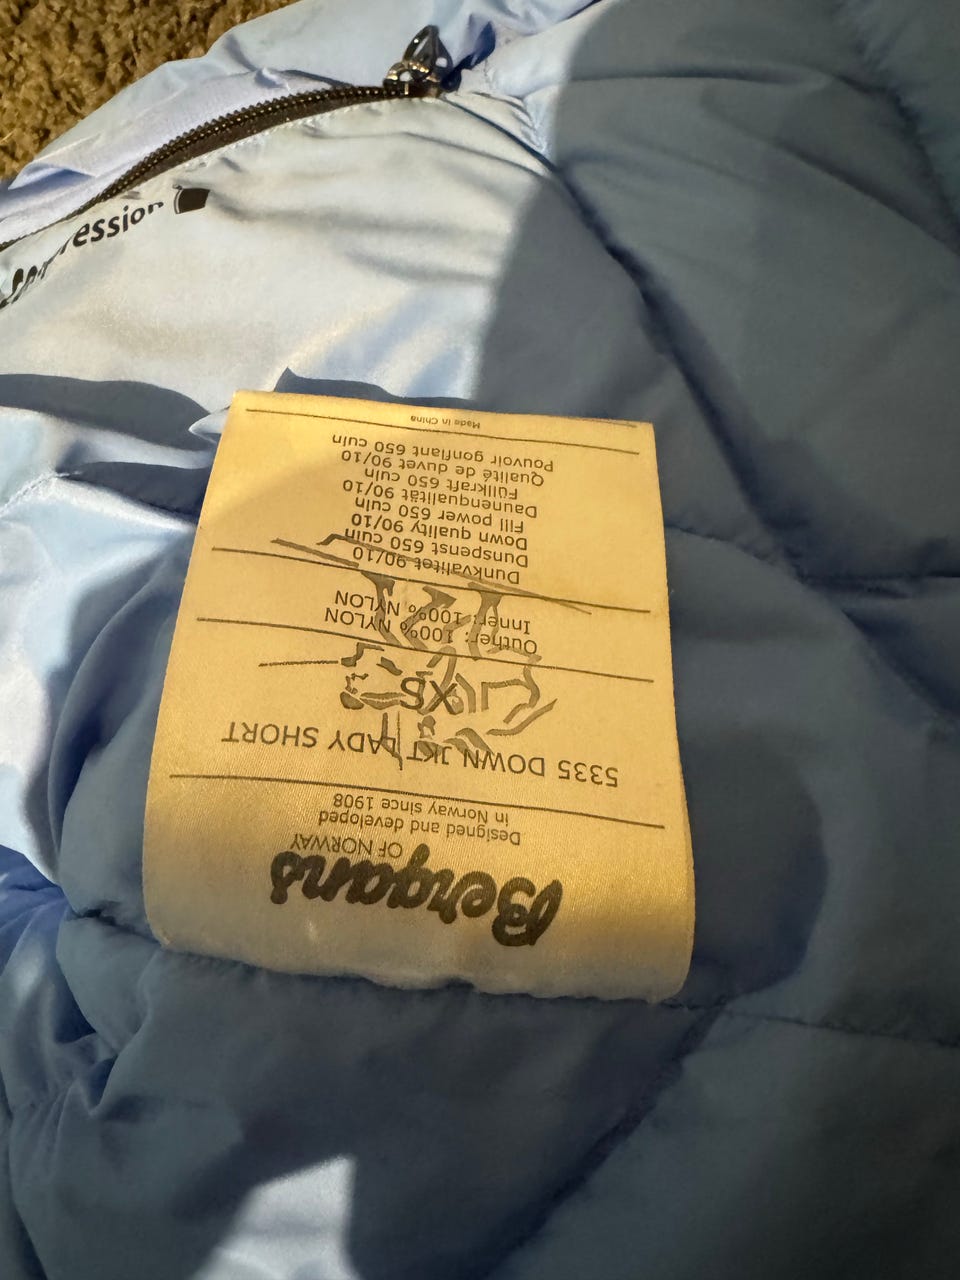 Bergans
OF NORWAY
Designed and developed
in Norway since 1908
5335 DOWN JKT LADY SHORT
XS
Outher: 100% NYLON
Inner: 100% NYLON
Dunkvalitet 90/10
Dunspenst 650 cuin
Down quality 90/10
Fill power 650 cuin
Daunenqualität 90/10
Füllkraft 650 cuin
Qualité de duvet 90/10
Pouvoir gonflant 650 cuin
Made in China